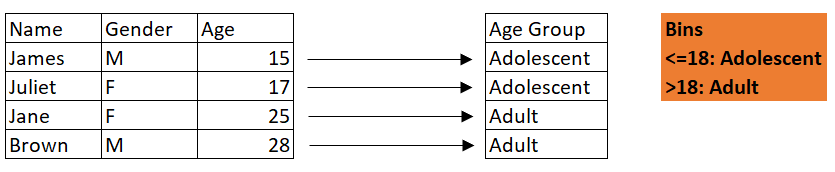 Name Gender Age
James M 15
Juliet F 17
Jane F 25
Brown M 28
Age Group
Adolescent
Adolescent
Adult
Adult
Bins
<=18: Adolescent
>18: Adult